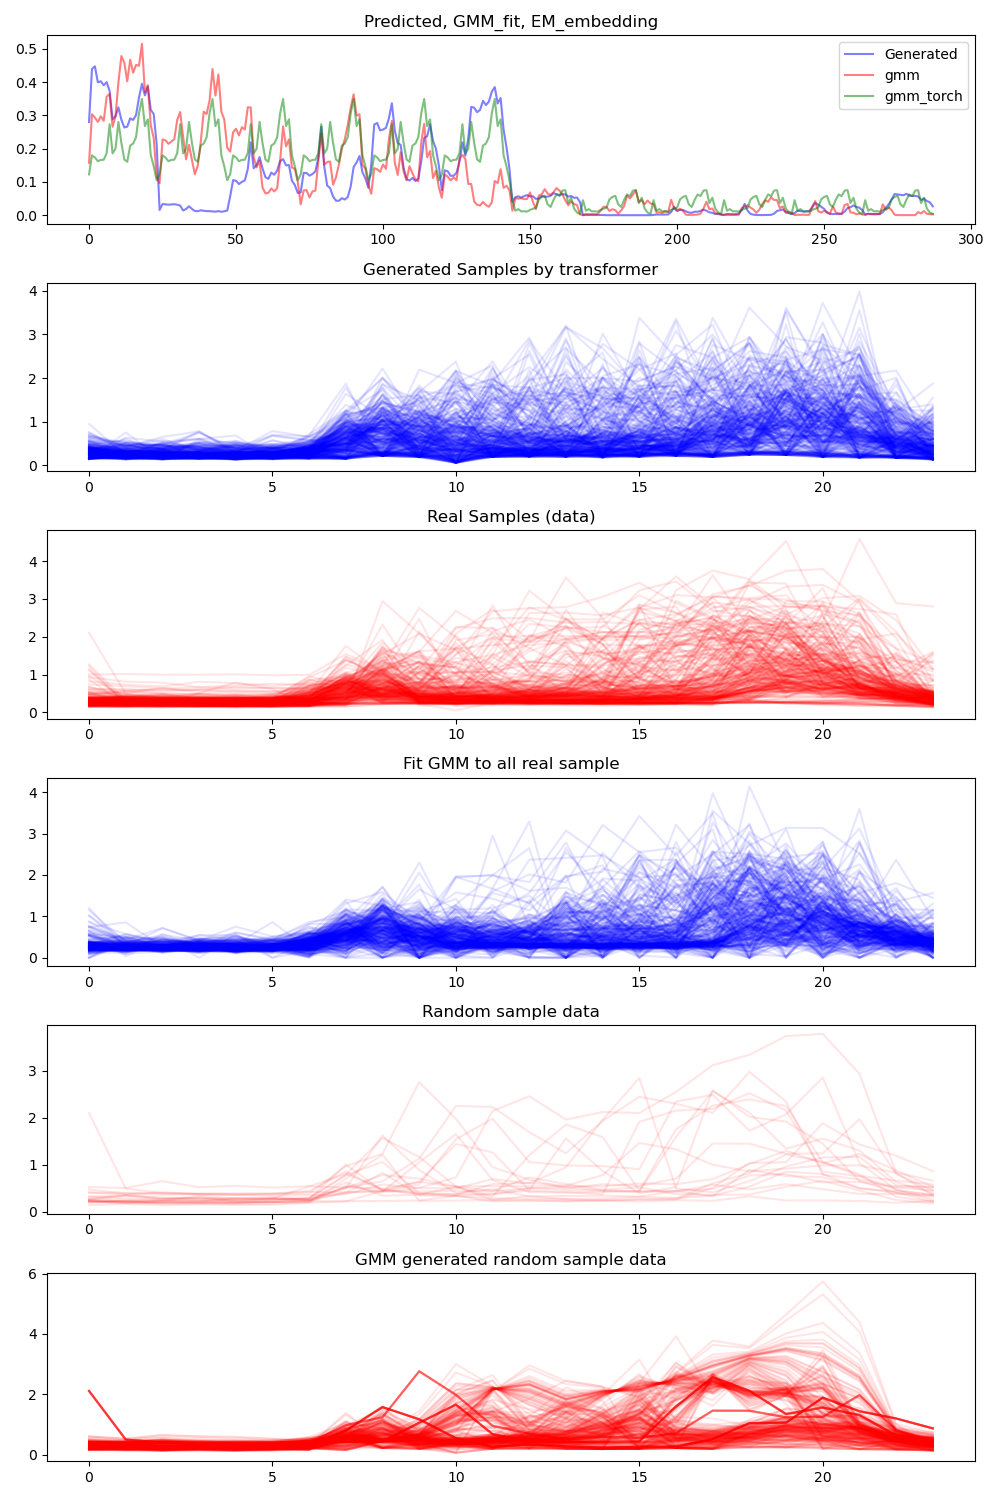 Predicted, GMM_fit, EM_embedding
0.5
0.4
0.3
0.2
0.1
0.0
Generated
gmm
gmm_torch
0 50 100 150 200 250 300
Generated Samples by transformer
4
3
2
1
0
0 5 10 15 20
Real Samples (data)
4
3
2
1
0
0 5 10 15 20
Fit GMM to all real sample
4
3
2
1
0
0 5 10 15 20
Random sample data
3
2
1
0
0 5 10 15 20
GMM generated random sample data
6
4
2
0
0 5 10 15 20